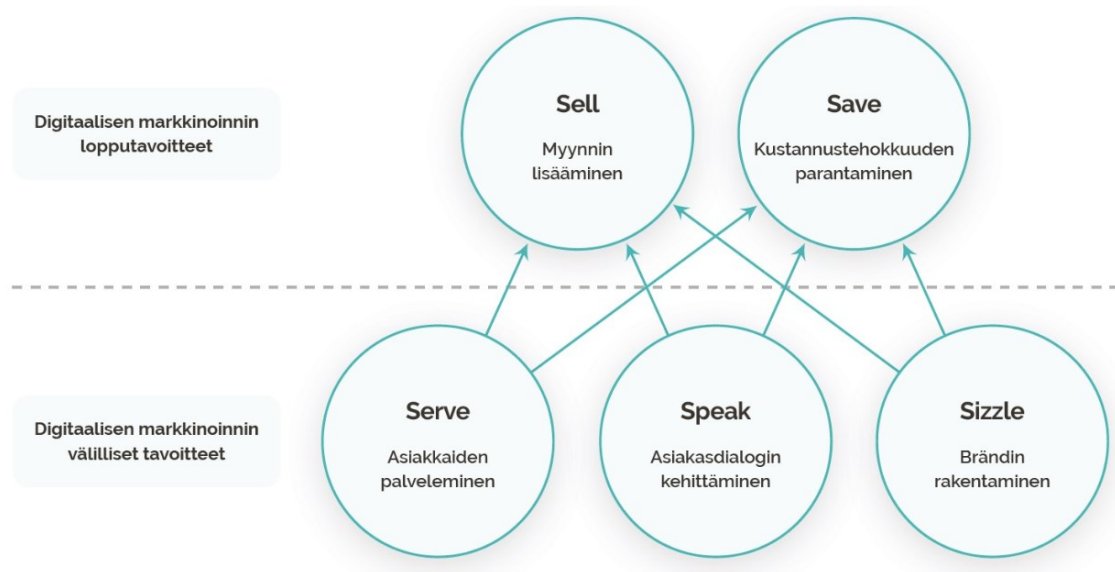 Digitaalisen markkinoinnin
lopputavoitteet
Sell
Myynnin
lisääminen
Save
Kustannustehokkuuden
parantaminen
Digitaalisen markkinoinnin
välilliset tavoitteet
Serve
Asiakkaiden
palveleminen
Speak
Asiakasdialogin
kehittäminen
Sizzle
Brändin
rakentaminen